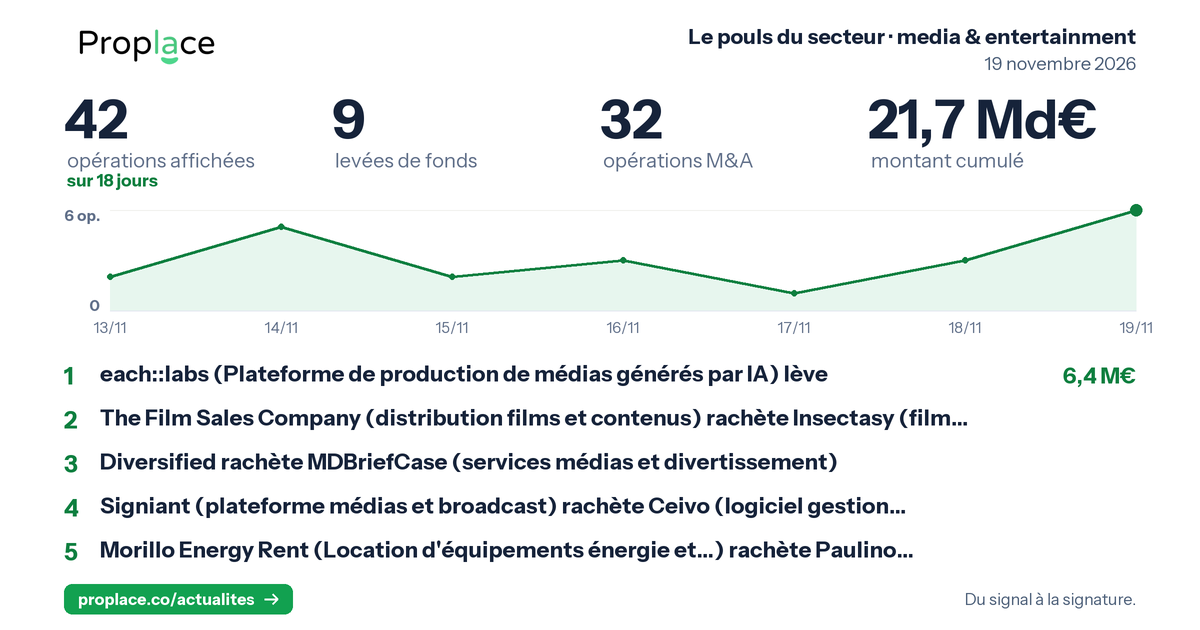 Proplace
Le pouls du secteur · media & entertainment
19 novembre 2026
42
opérations affichées
sur 18 jours
9
levées de fonds
32
opérations M&A
21,7 Md€
montant cumulé
6 op.
0
13/11
14/11
15/11
16/11
17/11
18/11
19/11
1 each::labs (Plateforme de production de médias générés par IA) lève 6,4 M€
2 The Film Sales Company (distribution films et contenus) rachète Insectasy (film...
3 Diversified rachète MDBriefCase (services médias et divertissement)
4 Signiant (plateforme médias et broadcast) rachète Ceivo (logiciel gestion...
5 Morillo Energy Rent (Location d'équipements énergie et...) rachète Paulino...
proplace.co/actualites →
Du signal à la signature.